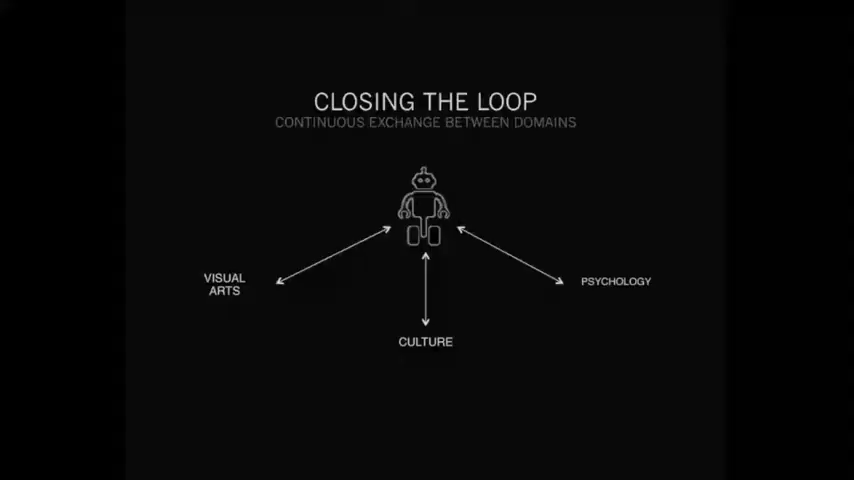 CLOSING THE LOOP
CONTINUOUS EXCHANGE BETWEEN DOMAINS
VISUAL
ARTS
PSYCHOLOGY
CULTURE